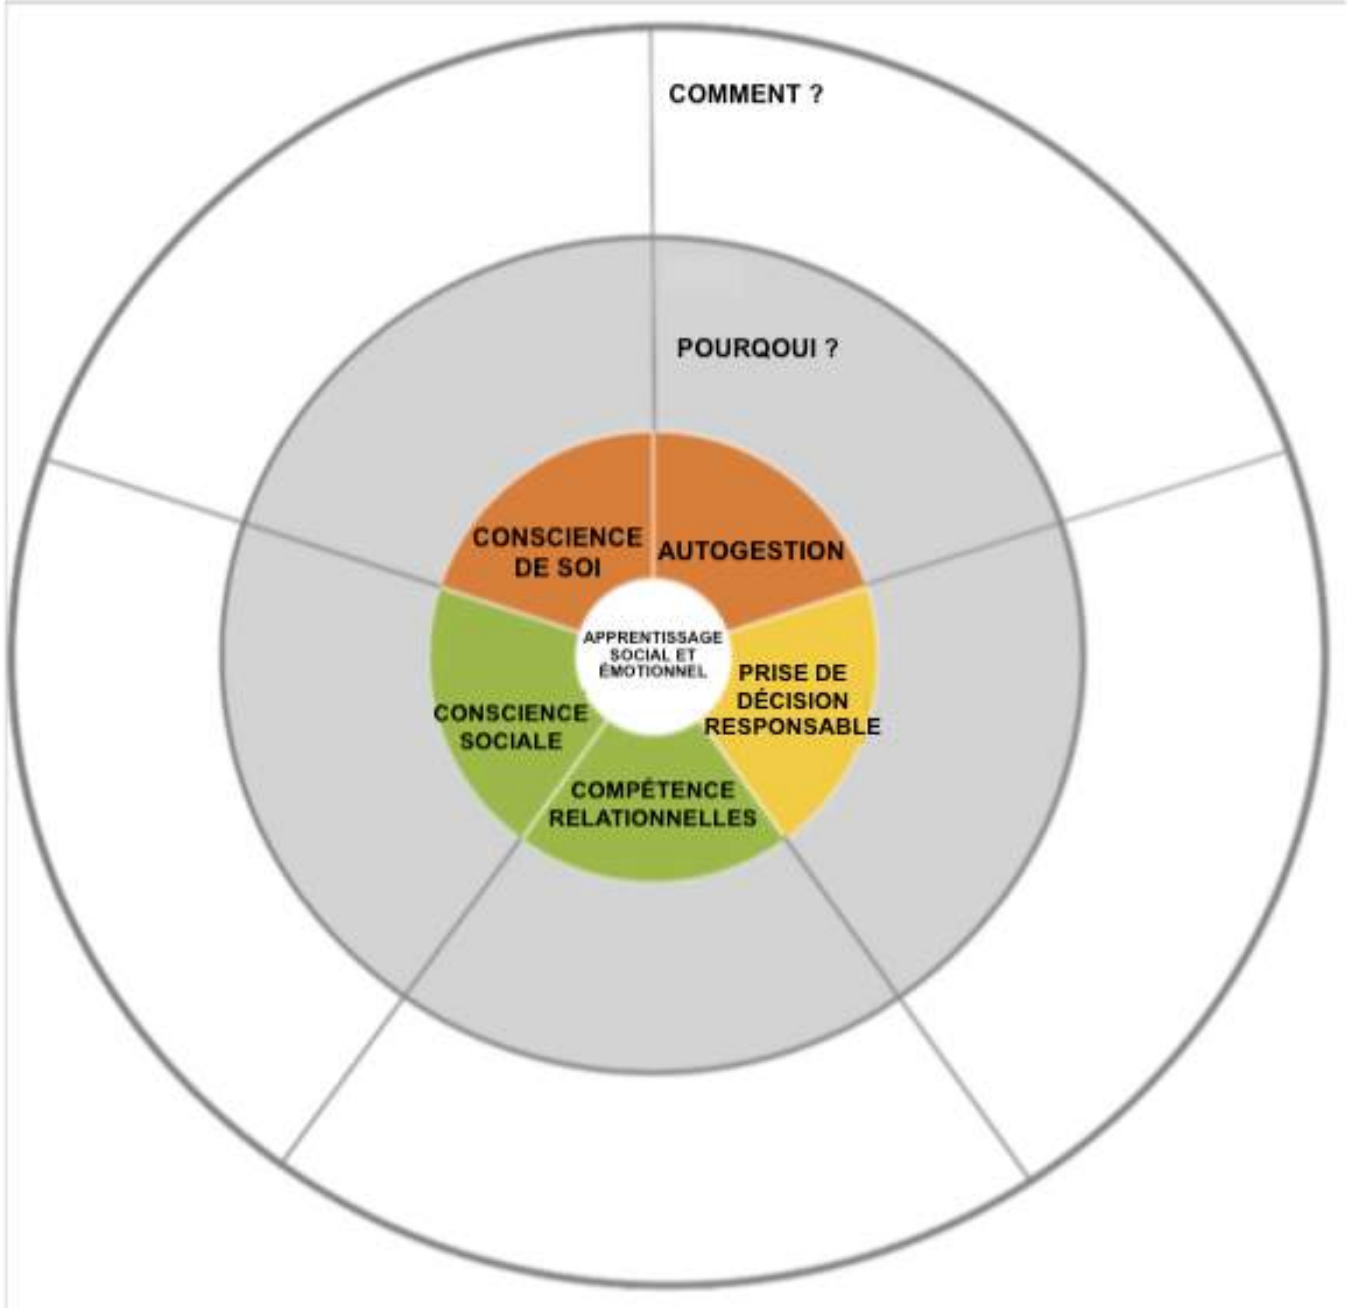 COMMENT ?
POURQOUI ?
CONSCIENCE
DE SOI
AUTOGESTION
APPRENTISSAGE
SOCIAL ET
ÉMOTIONNEL
PRISE DE
DÉCISION
RESPONSABLE
CONSCIENCE
SOCIALE
COMPÉTENCE
RELATIONNELLES